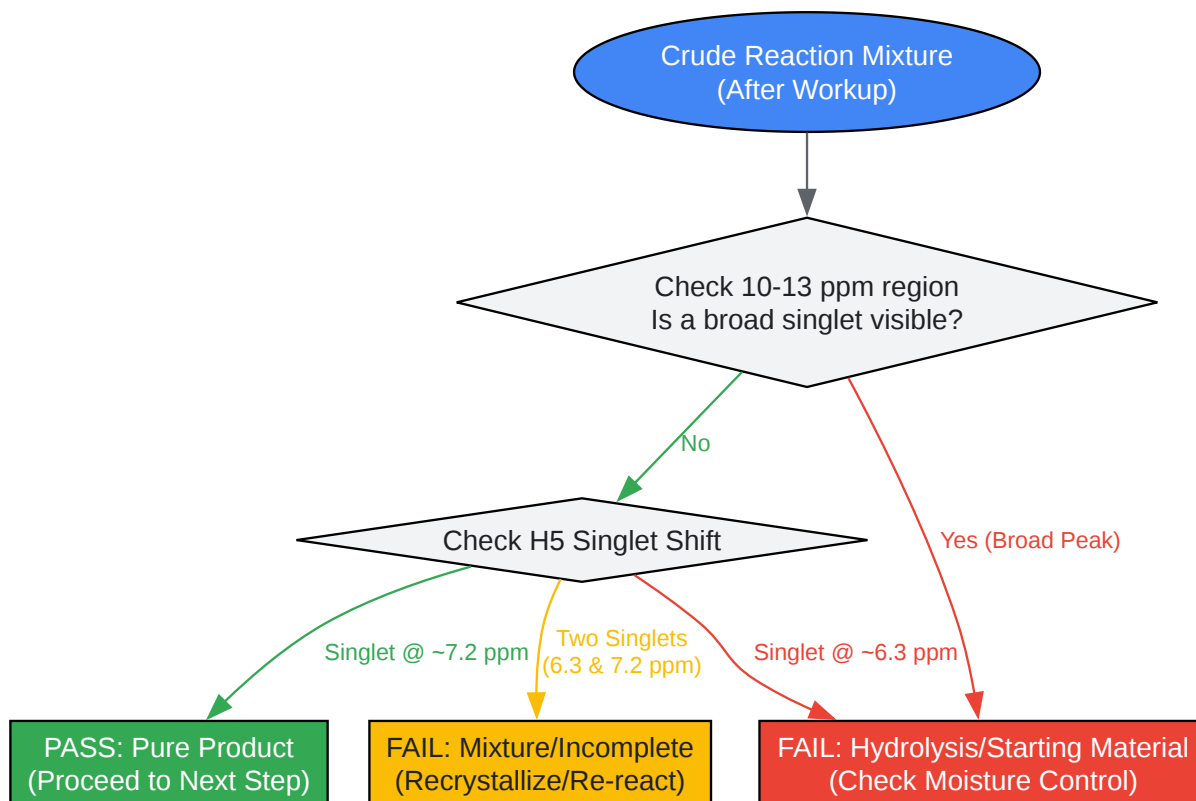 Crude Reaction Mixture
(After Workup)
Check 10-13 ppm region
Is a broad singlet visible?
No
Check H5 Singlet Shift
Yes (Broad Peak)
Singlet @ ~7.2 ppm
Two Singlets
(6.3 & 7.2 ppm)
Singlet @ ~6.3 ppm
PASS: Pure Product
(Proceed to Next Step)
FAIL: Mixture/Incomplete
(Recrystallize/Re-react)
FAIL: Hydrolysis/Starting Material
(Check Moisture Control)